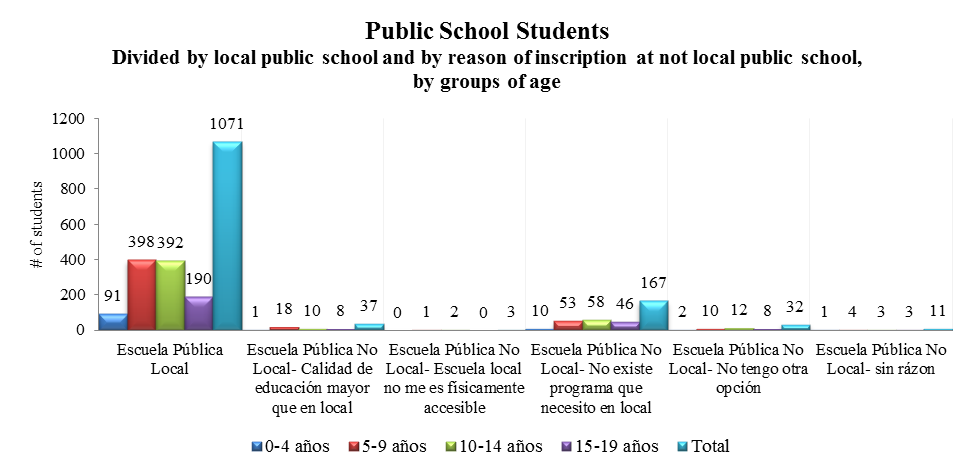 Public School Students
Divided by local public school and by reason of inscription at not local public school,
by groups of age
# of students
1200
1000
800
600
400
200
0
91
398
392
190
1071
1
18
10
8
37
0
1
2
0
3
10
53
58
46
167
2
10
12
8
32
1
4
3
3
11
Escuela Pública
Local
Escuela Pública No
Local- Calidad de
educación mayor
que en local
Escuela Pública No
Local- Escuela local
no me es físicamente
accesible
Escuela Pública No
Local- No existe
programa que
necesito en local
Escuela Pública No
Local- No tengo otra
opción
Escuela Pública No
Local- sin rázon
0-4 años 5-9 años 10-14 años 15-19 años Total